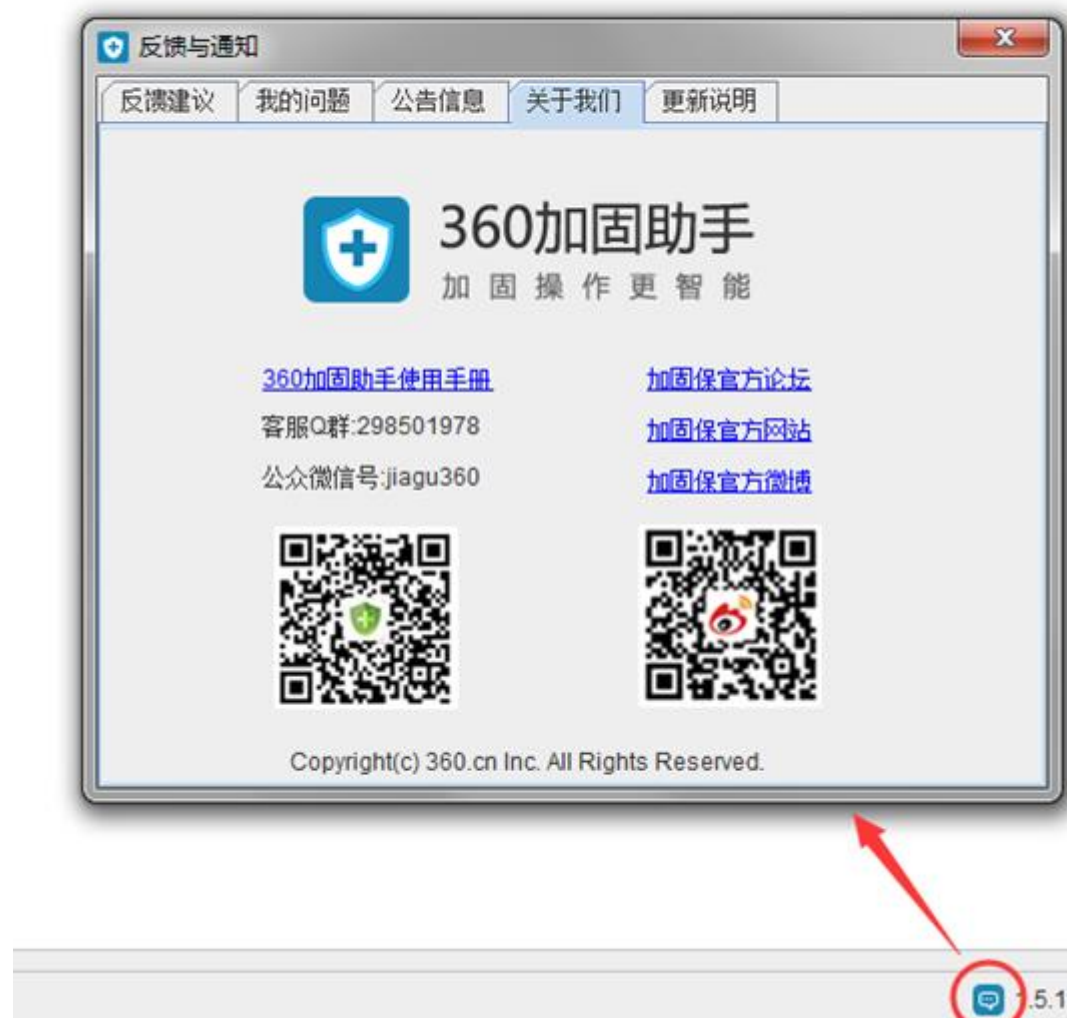 反馈与通知
反馈建议 我的问题 公告信息 关于我们 更新说明
360加固助手
加固操作更智能
360加固助手使用手册 加固保官方论坛
客服Q群:298501978 加固保官方网站
公众微信号:jiagu360 加固保官方微博
Copyright(c) 360.cn Inc. All Rights Reserved.
.5.1